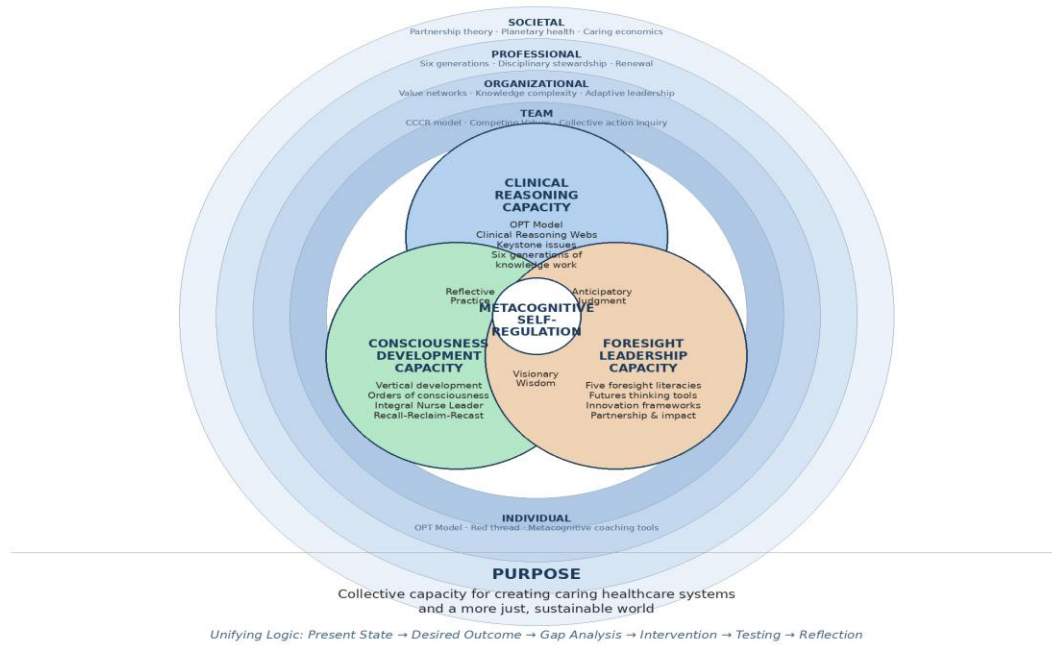 SOCIETAL
Partnership theory · Planetary health · Caring economics
PROFESSIONAL
Six generations · Disciplinary stewardship · Renewal
ORGANIZATIONAL
Value networks · Knowledge complexity · Adaptive leadership
TEAM
CCCR model · Competing Values · Collective action inquiry
CLINICAL
REASONING
CAPACITY
OPT Model
Clinical Reasoning Webs
Keystone issues
Six generations of
knowledge work
Reflective
Practice
Anticipatory
Judgment
METACOGNITIVE
SELF-
REGULATION
CONSCIOUSNESS
DEVELOPMENT
CAPACITY
Vertical development
Orders of consciousness
Integral Nurse Leader
Recall-Reclaim-Recast
Visionary
Wisdom
FORESIGHT
LEADERSHIP
CAPACITY
Five foresight literacies
Futures thinking tools
Innovation frameworks
Partnership & impact
INDIVIDUAL
OPT Model · Red thread · Metacognitive coaching tools
PURPOSE
Collective capacity for creating caring healthcare systems
and a more just, sustainable world
Unifying Logic: Present State → Desired Outcome → Gap Analysis → Intervention → Testing → Reflection